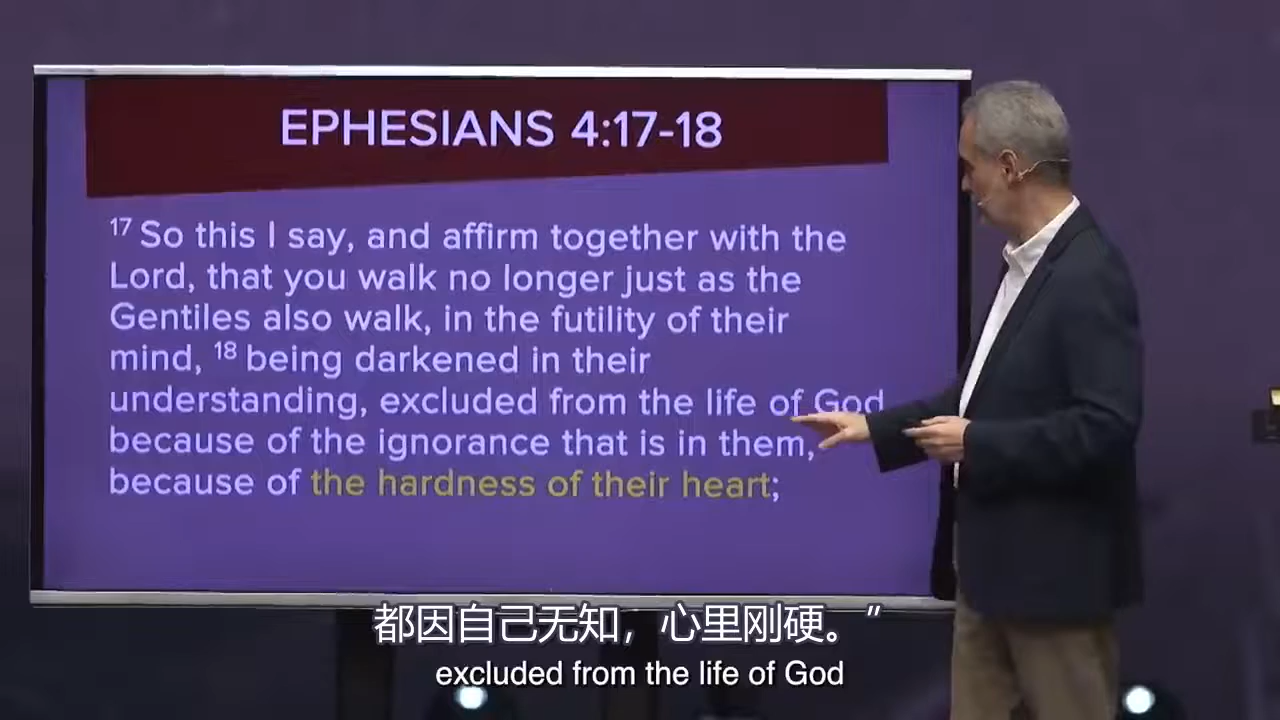 EPHESIANS 4:17-18
17 So this I say, and affirm together with the
Lord, that you walk no longer just as the
Gentiles also walk, in the futility of their
mind, 18 being darkened in their
understanding, excluded from the life of God
because of the ignorance that is in them,
because of the hardness of their heart;
都因自己无知，心里刚硬。”
excluded from the life of God